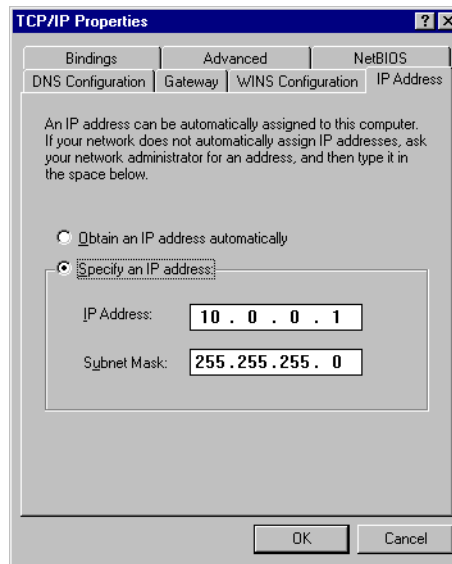 TCP/IP Properties
Bindings Advanced NetBIOS
DNS Configuration Gateway WINS Configuration IP Address
An IP address can be automatically assigned to this computer.
If your network does not automatically assign IP addresses, ask
your network administrator for an address, and then type it in
the space below.
Obtain an IP address automatically
Specify an IP address:
IP Address: 10 . 0 . 0 . 1
Subnet Mask: 255.255.255. 0
OK Cancel